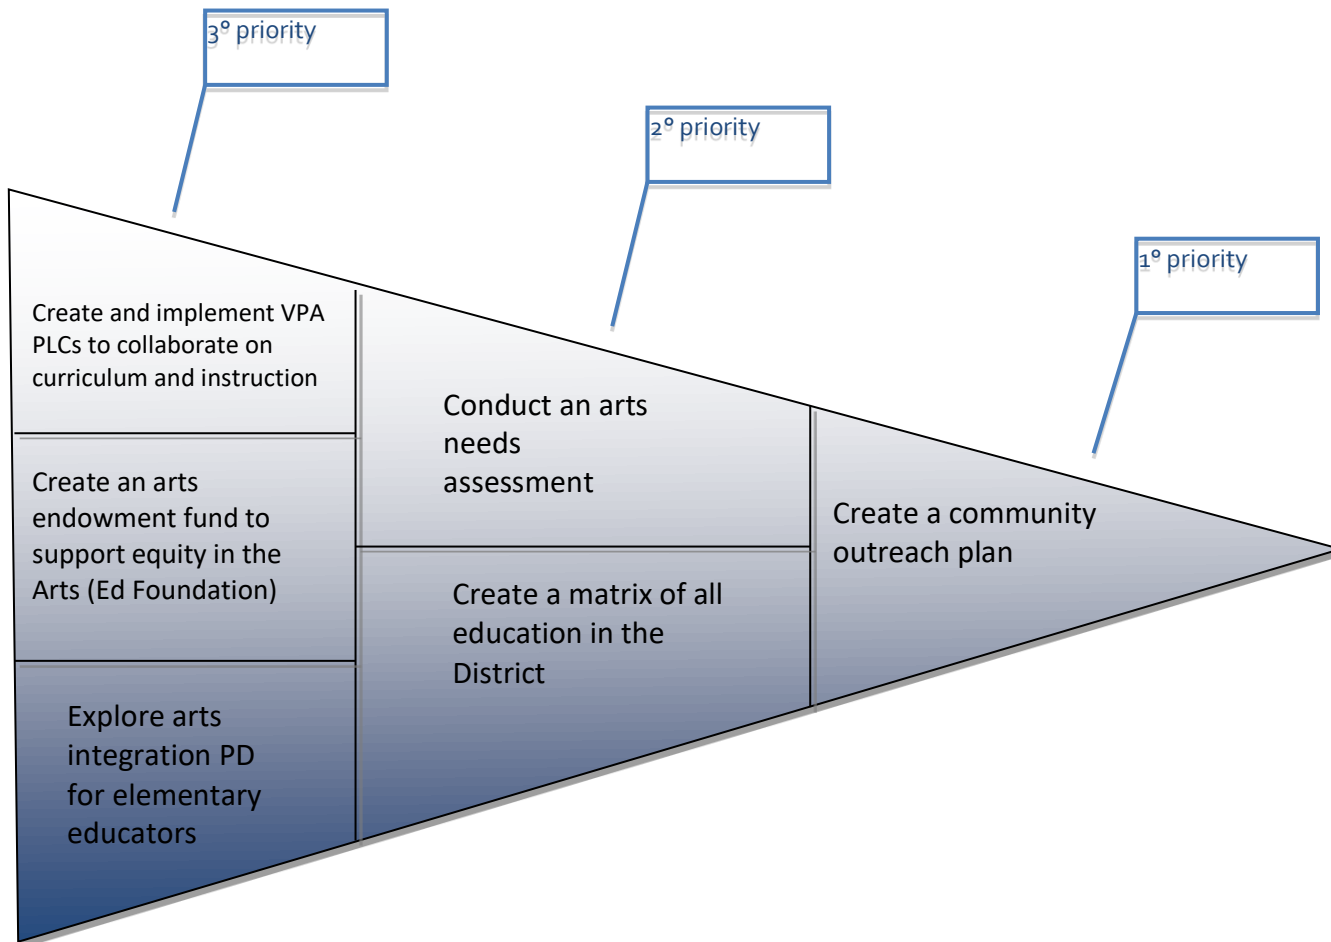 3º priority
2º priority
1º priority
Create and implement VPA
PLCs to collaborate on
curriculum and instruction
Create an arts
endowment fund to
support equity in the
Arts (Ed Foundation)
Explore arts
integration PD
for elementary
educators
Conduct an arts
needs
assessment
Create a matrix of all
education in the
District
Create a community
outreach plan